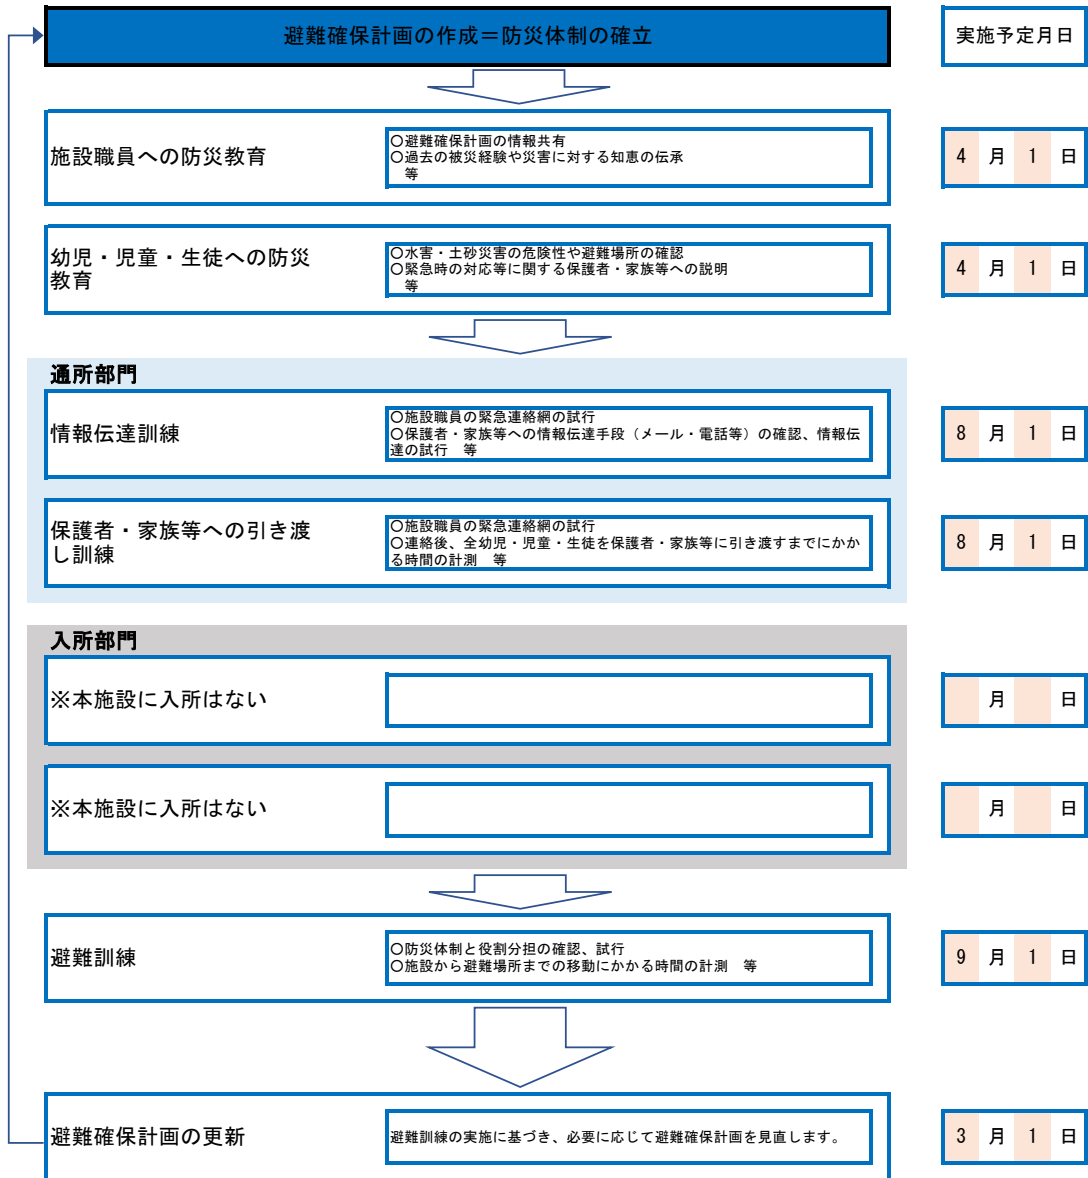 避難確保計画の作成＝防災体制の確立
実施予定月日
施設職員への防災教育
〇避難確保計画の情報共有
〇過去の被災経験や災害に対する知恵の伝承
等
4 月 1 日
幼児・児童・生徒への防災
教育
〇水害・土砂災害の危険性や避難場所の確認
〇緊急時の対応等に関する保護者・家族等への説明
等
4 月 1 日
通所部門
情報伝達訓練
〇施設職員の緊急連絡網の試行
〇保護者・家族等への情報伝達手段（メール・電話等）の確認、情報伝
達の試行　等
8 月 1 日
保護者・家族等への引き渡
し訓練
〇施設職員の緊急連絡網の試行
〇連絡後、全幼児・児童・生徒を保護者・家族等に引き渡すまでにかか
る時間の計測　等
8 月 1 日
入所部門
※本施設に入所はない
月 日
※本施設に入所はない
月 日
避難訓練
〇防災体制と役割分担の確認、試行
〇施設から避難場所までの移動にかかる時間の計測　等
9 月 1 日
避難確保計画の更新
避難訓練の実施に基づき、必要に応じて避難確保計画を見直します。
3 月 1 日